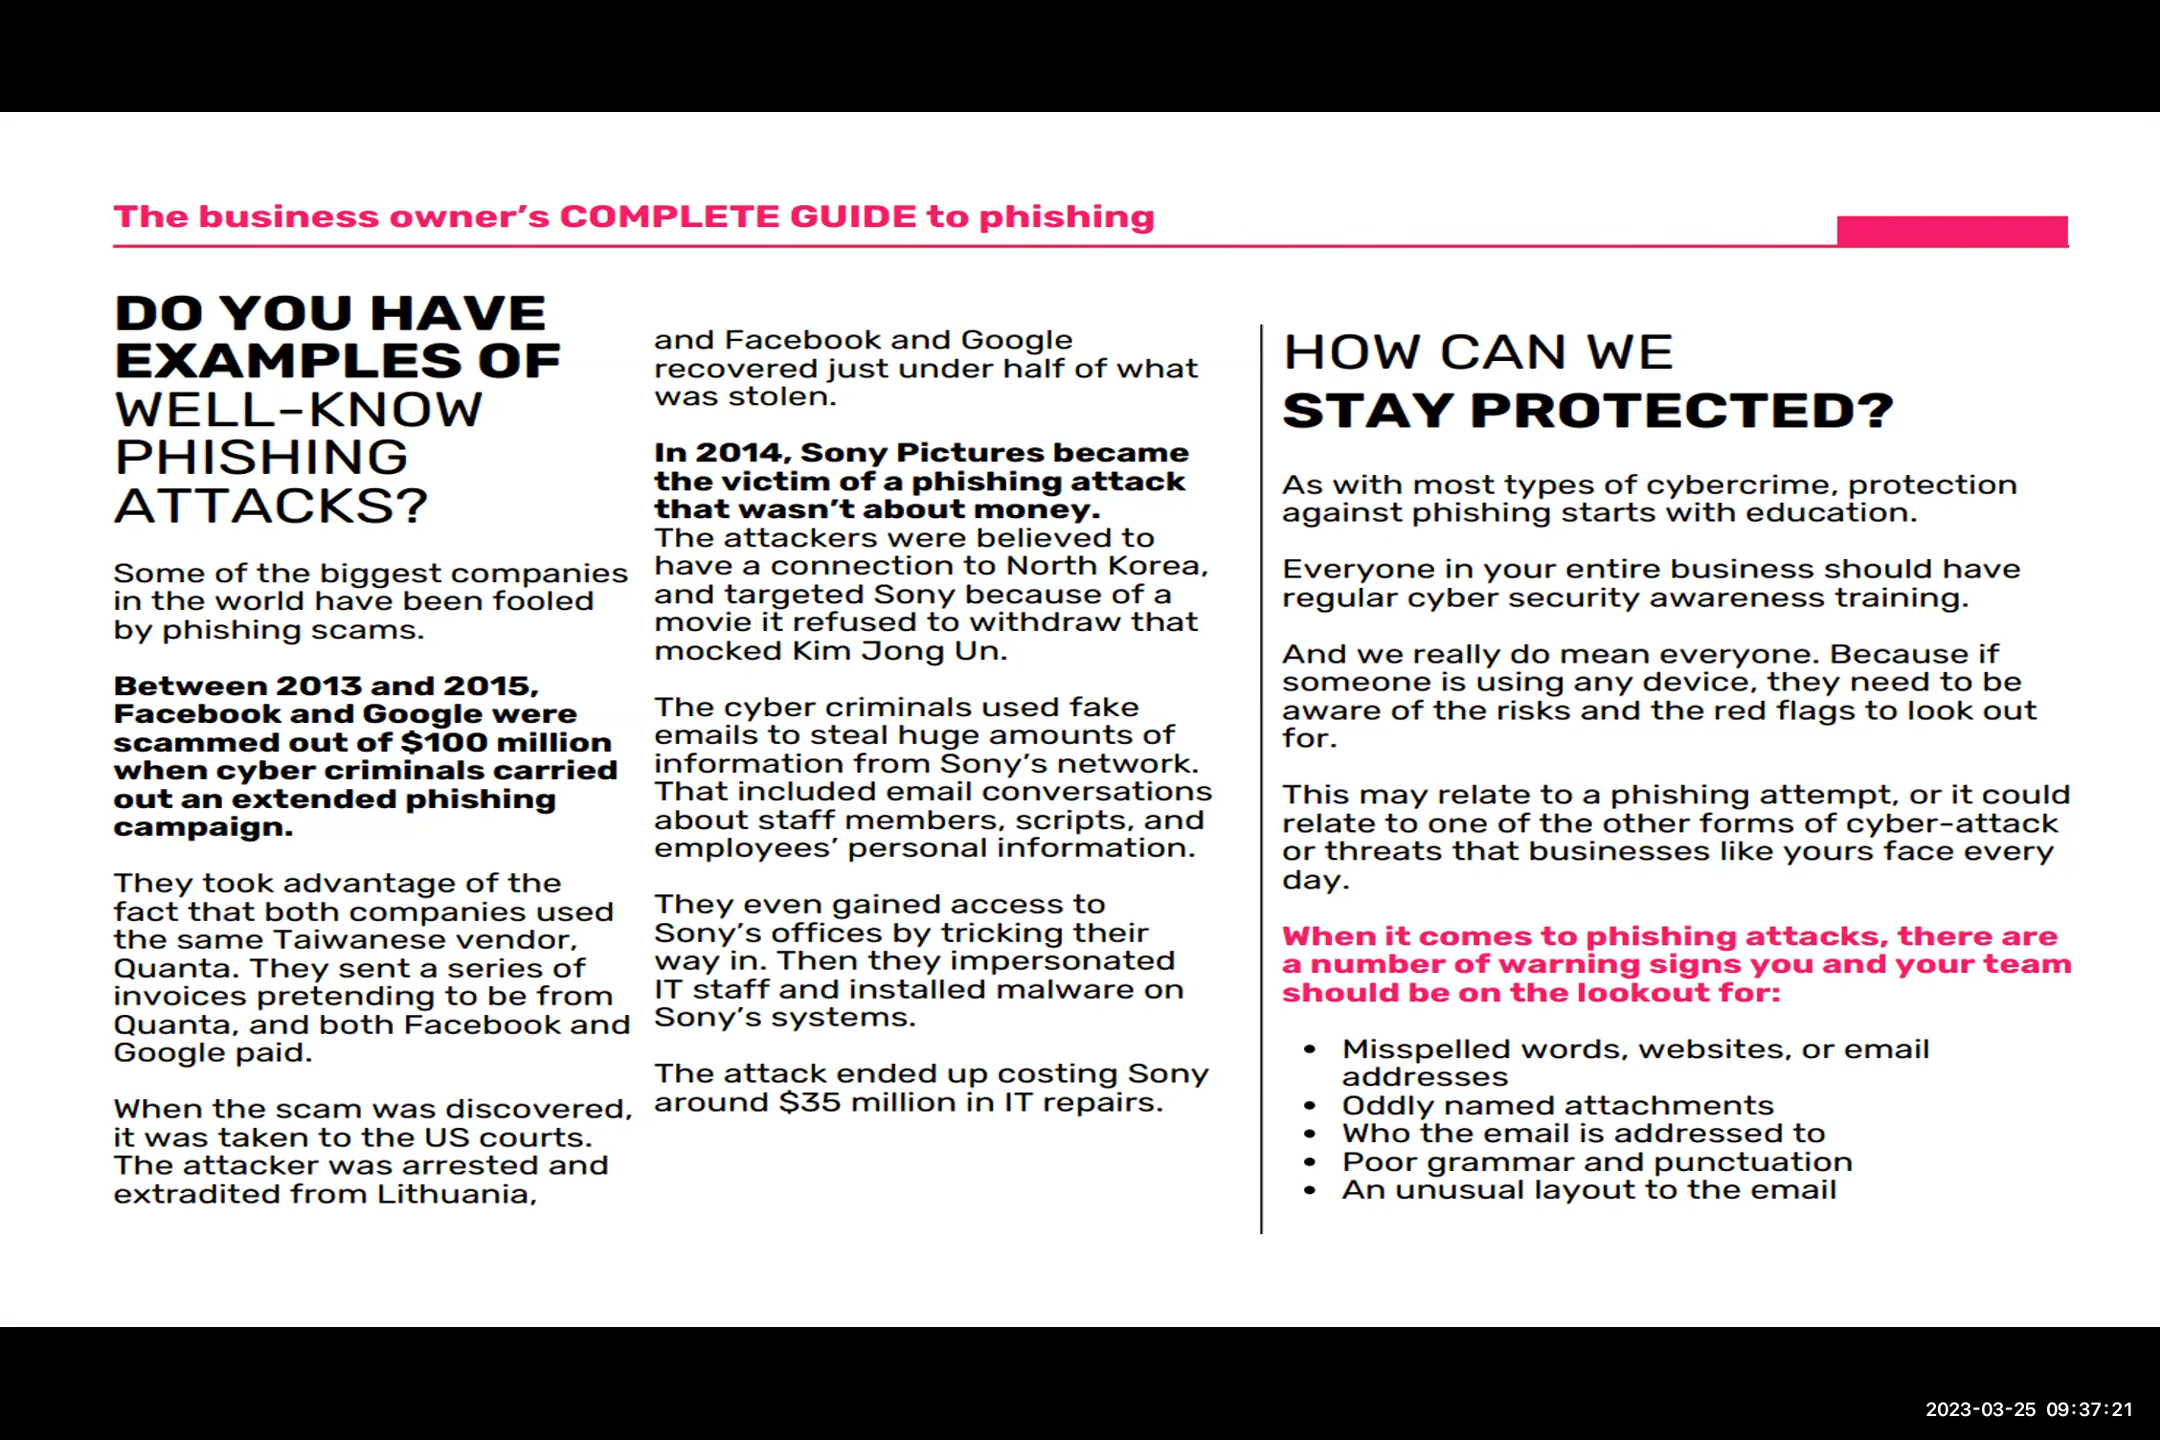 The business owner's COMPLETE GUIDE to phishing
DO YOU HAVE
EXAMPLES OF
WELL-KNOW
PHISHING
ATTACKS?
Some of the biggest companies
in the world have been fooled
by phishing scams.
Between 2013 and 2015,
Facebook and Google were
scammed out of $100 million
when cyber criminals carried
out an extended phishing
campaign.
They took advantage of the
fact that both companies used
the same Taiwanese vendor,
Quanta. They sent a series of
invoices pretending to be from
Quanta, and both Facebook and
Google paid.
When the scam was discovered,
it was taken to the US courts.
The attacker was arrested and
extradited from Lithuania,
and Facebook and Google
recovered just under half of what
was stolen.
In 2014, Sony Pictures became
the victim of a phishing attack
that wasn't about money.
The attackers were believed to
have a connection to North Korea,
and targeted Sony because of a
movie it refused to withdraw that
mocked Kim Jong Un.
The cyber criminals used fake
emails to steal huge amounts of
information from Sony's network.
That included email conversations
about staff members, scripts, and
employees' personal information.
They even gained access to
Sony's offices by tricking their
way in. Then they impersonated
IT staff and installed malware on
Sony's systems.
The attack ended up costing Sony
around $35 million in IT repairs.
HOW CAN WE
STAY PROTECTED?
As with most types of cybercrime, protection
against phishing starts with education.
Everyone in your entire business should have
regular cyber security awareness training.
And we really do mean everyone. Because if
someone is using any device, they need to be
aware of the risks and the red flags to look out
for.
This may relate to a phishing attempt, or it could
relate to one of the other forms of cyber-attack
or threats that businesses like yours face every
day.
When it comes to phishing attacks, there are
a number of warning signs you and your team
should be on the lookout for:
• Misspelled words, websites, or email
addresses
• Oddly named attachments
• Who the email is addressed to
• Poor grammar and punctuation
• An unusual layout to the email
2023-03-25 09:37:21